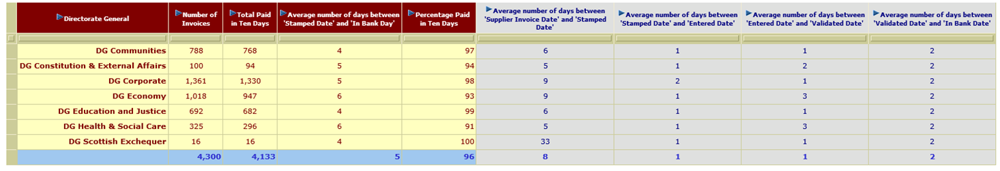 Directorate General | Number of Invoices | Total Paid in Ten Days | Average number of days between 'Stamped Date' and 'In Bank Day' | Percentage Paid in Ten Days | Average number of days between 'Supplier Invoice Date' and 'Stamped Date' | Average number of days between 'Stamped Date' and 'Entered Date' | Average number of days between 'Entered Date' and 'Validated Date' | Average number of days between 'Validated Date' and 'In Bank Date'
DG Communities 788 768 4 97 6 1 1 2
DG Constitution & External Affairs 100 94 5 94 5 1 2 2
DG Corporate 1,361 1,330 5 98 9 2 1 2
DG Economy 1,018 947 6 93 9 1 3 2
DG Education and Justice 692 682 4 99 6 1 1 2
DG Health & Social Care 325 296 6 91 5 1 3 2
DG Scottish Exchequer 16 16 4 100 33 1 1 2
4,300 4,133 5 96 8 1 1 2